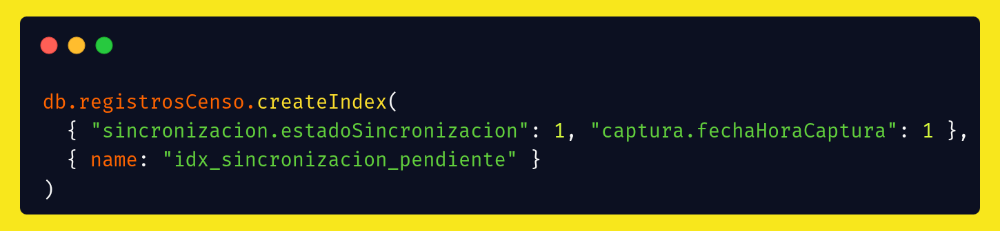 db.registrosCenso.createIndex(
  { "sincronizacion.estadoSincronizacion": 1, "captura.fechaHoraCaptura": 1 },
  { name: "idx_sincronizacion_pendiente" }
)